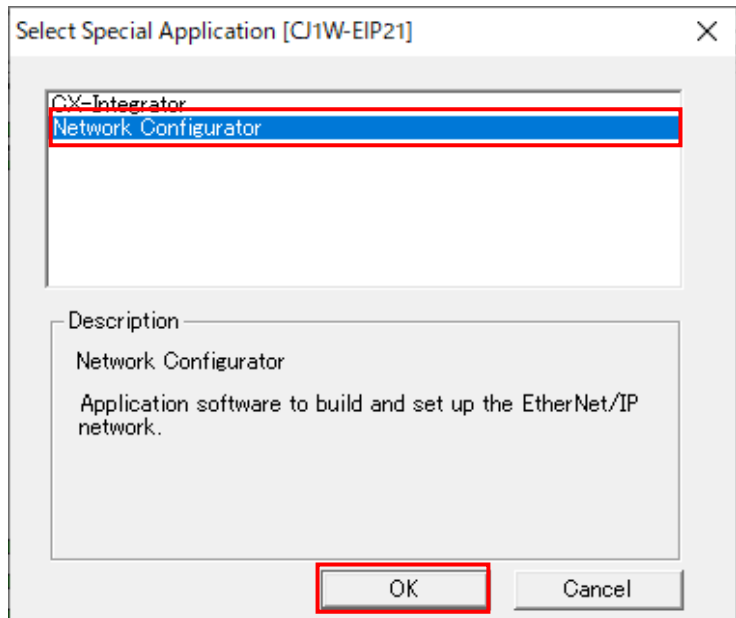 Select Special Application [CJ1W-EIP21]
CX-Integrator
Network Configurator
Description
Network Configurator
Application software to build and set up the EtherNet/IP
network.
OK
Cancel